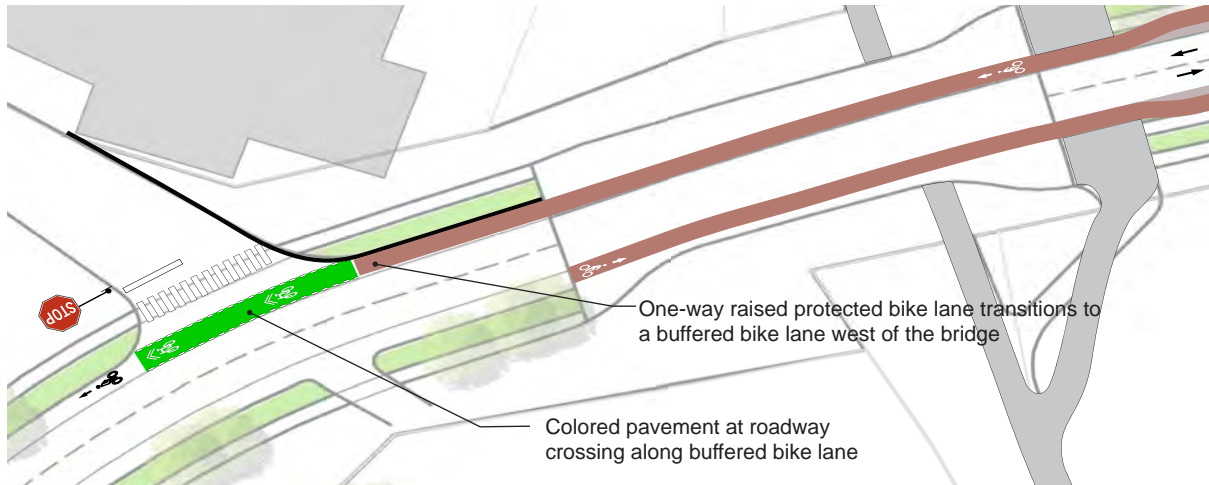 STOP
One-way raised protected bike lane transitions to
a buffered bike lane west of the bridge
Colored pavement at roadway
crossing along buffered bike lane